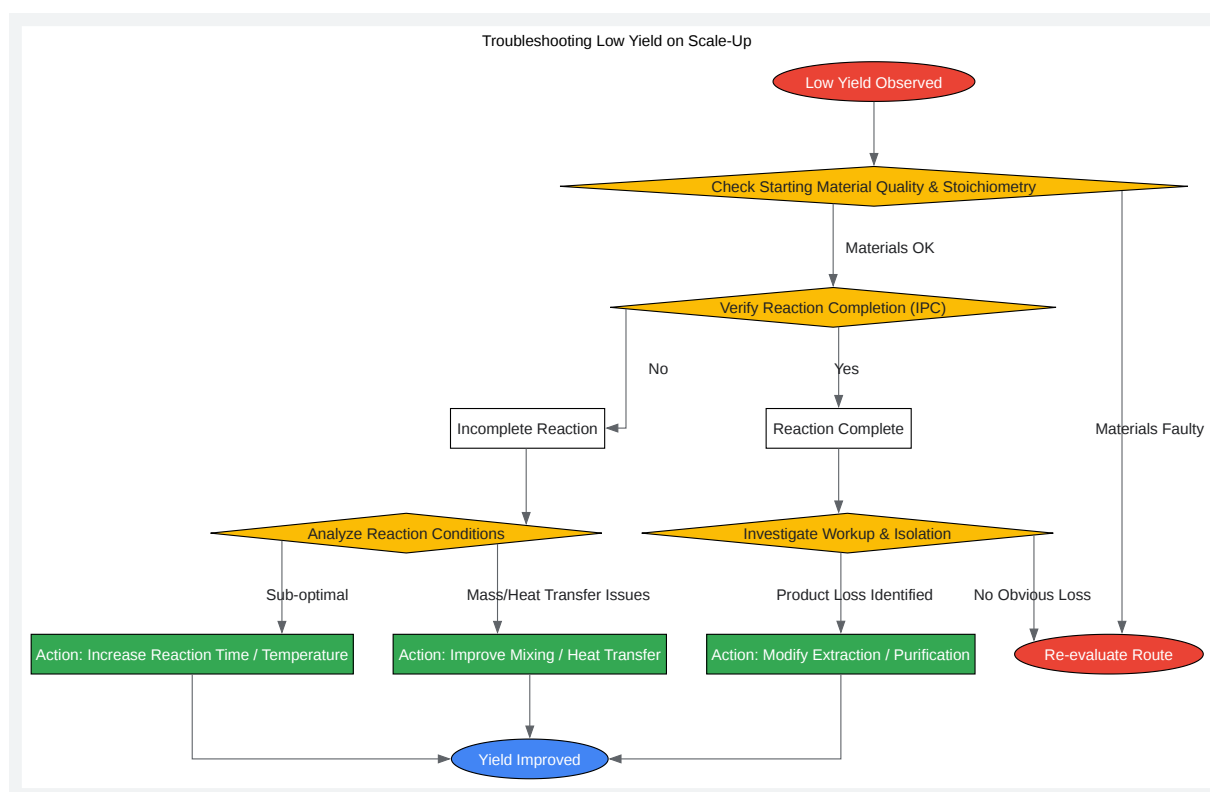 Troubleshooting Low Yield on Scale-Up
Low Yield Observed
Check Starting Material Quality & Stoichiometry
Materials OK
Verify Reaction Completion (IPC)
No
Yes
Incomplete Reaction
Reaction Complete
Materials Faulty
Analyze Reaction Conditions
Investigate Workup & Isolation
Sub-optimal
Mass/Heat Transfer Issues
Product Loss Identified
No Obvious Loss
Action: Increase Reaction Time / Temperature
Action: Improve Mixing / Heat Transfer
Action: Modify Extraction / Purification
Re-evaluate Route
Yield Improved